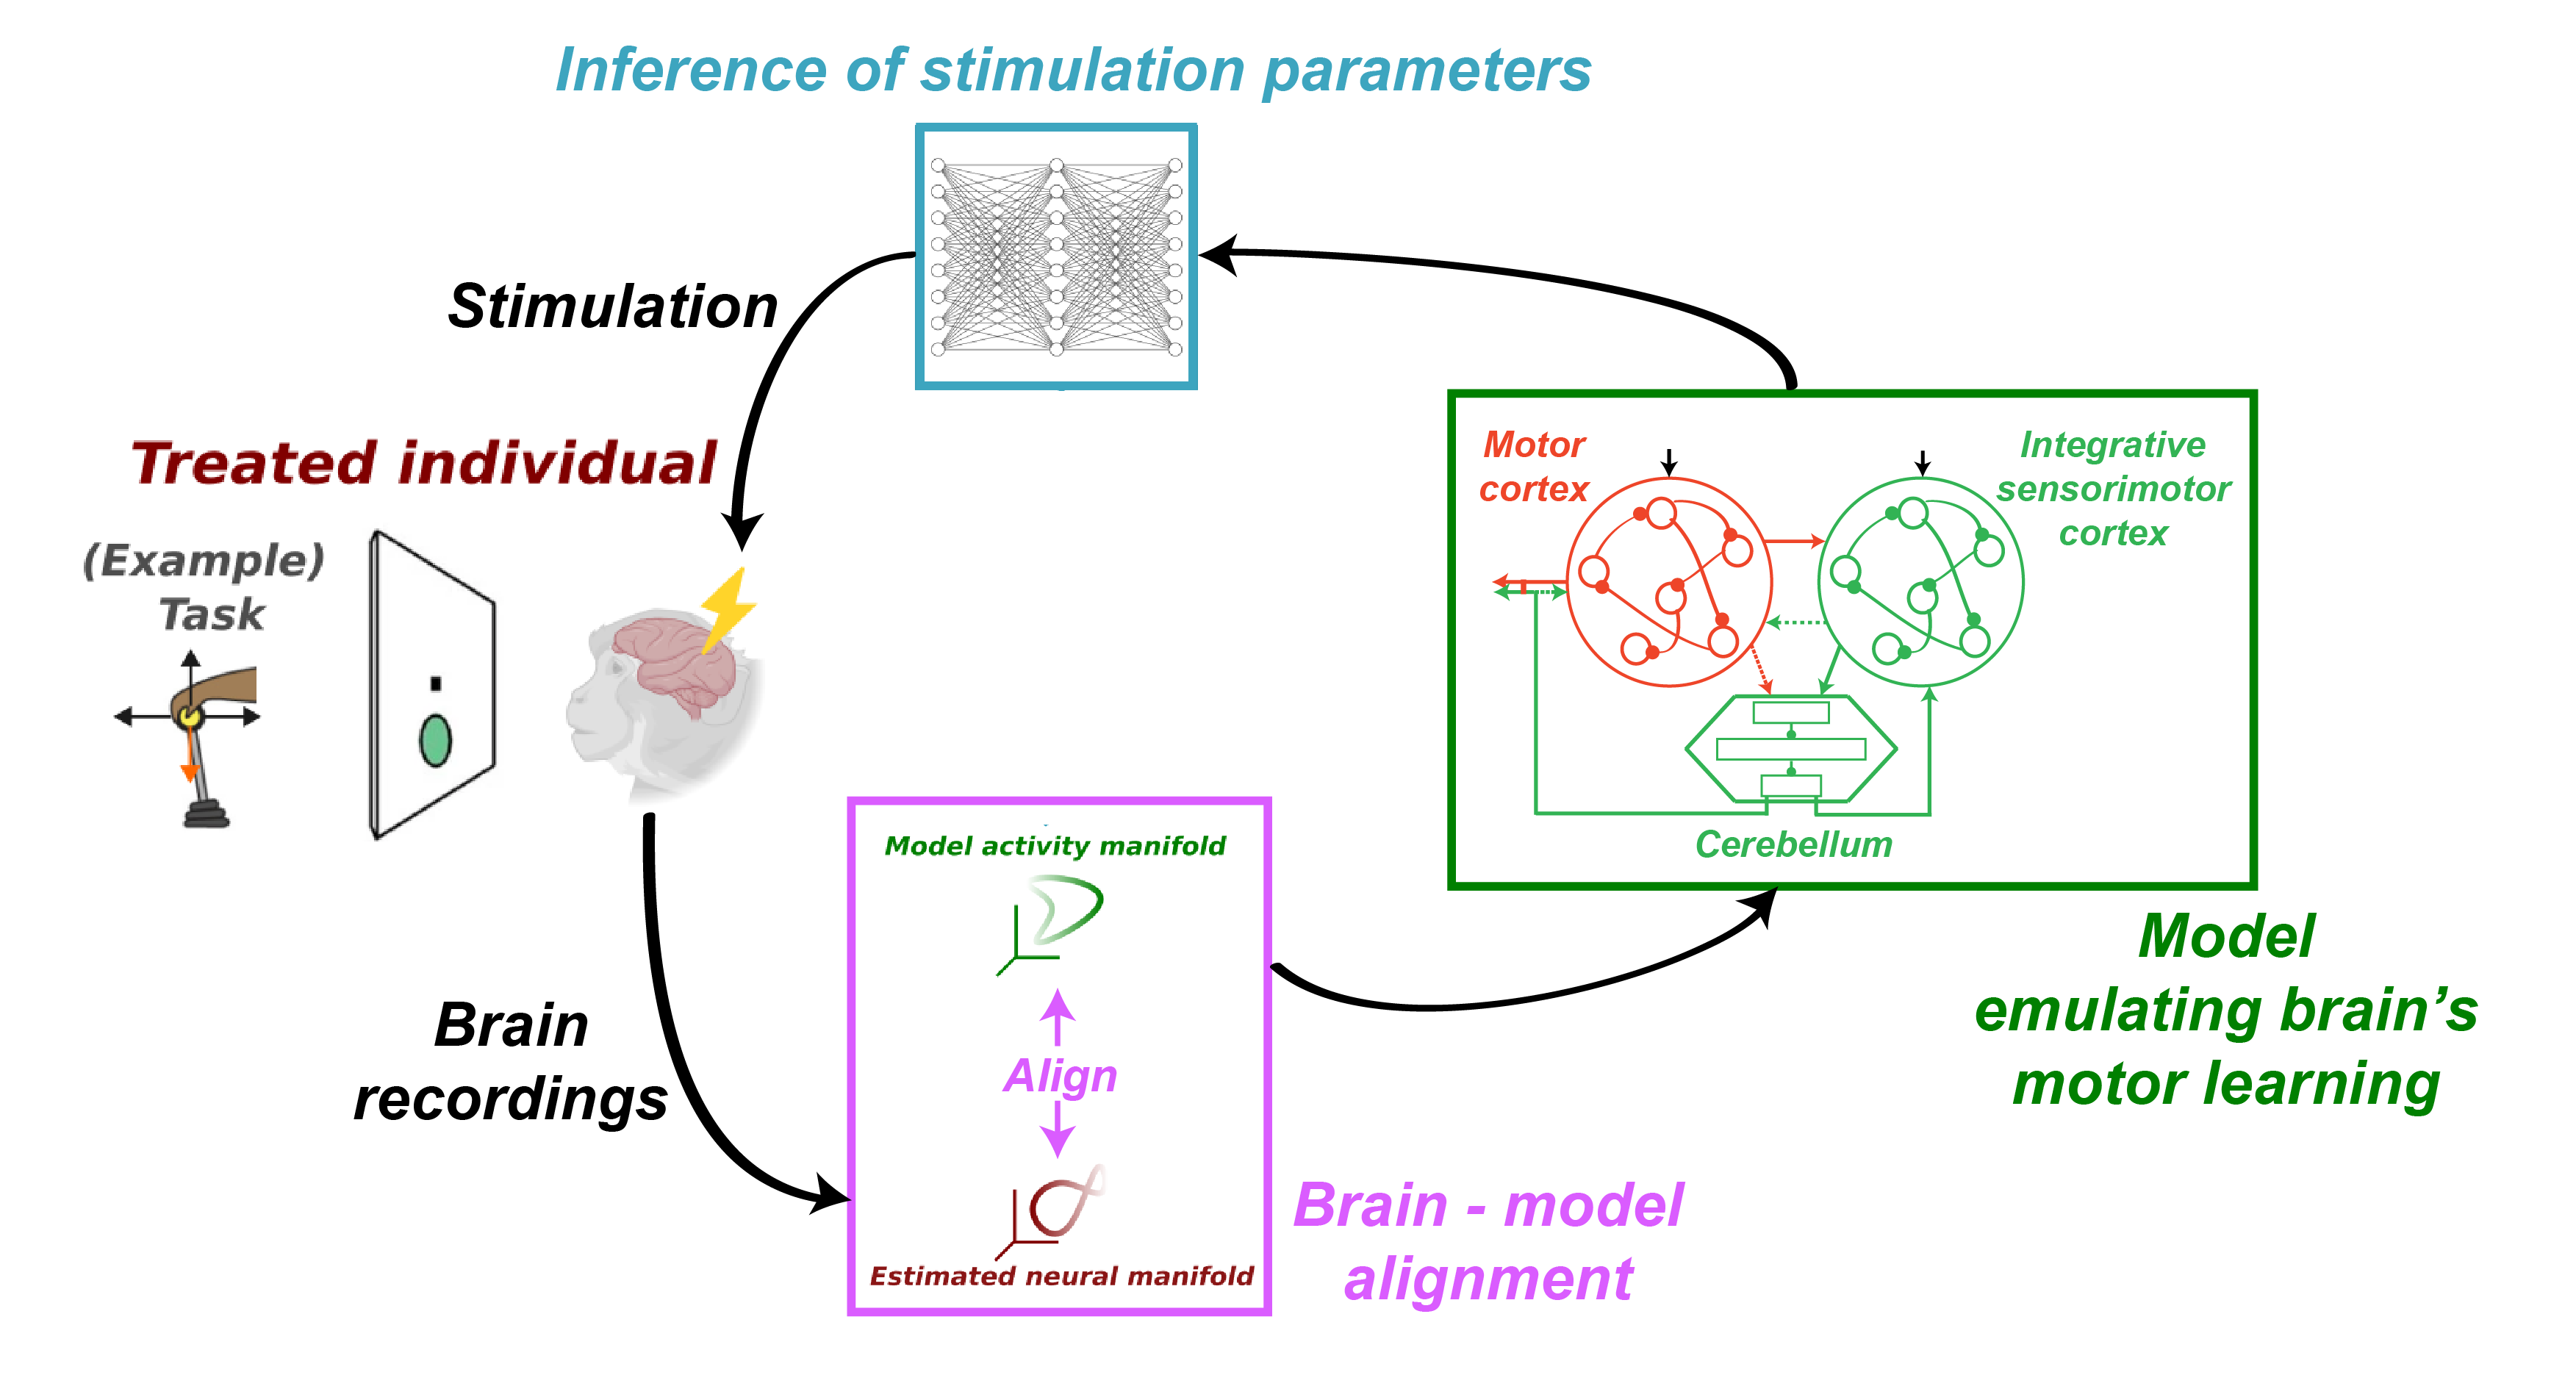 Inference of stimulation parameters
Stimulation
Treated individual
(Example)
Task
Motor
cortex
Integrative
sensorimotor
cortex
Cerebellum
Model
emulating brain’s
motor learning
Brain
recordings
Model activity manifold
Align
Estimated neural manifold
Brain - model
alignment